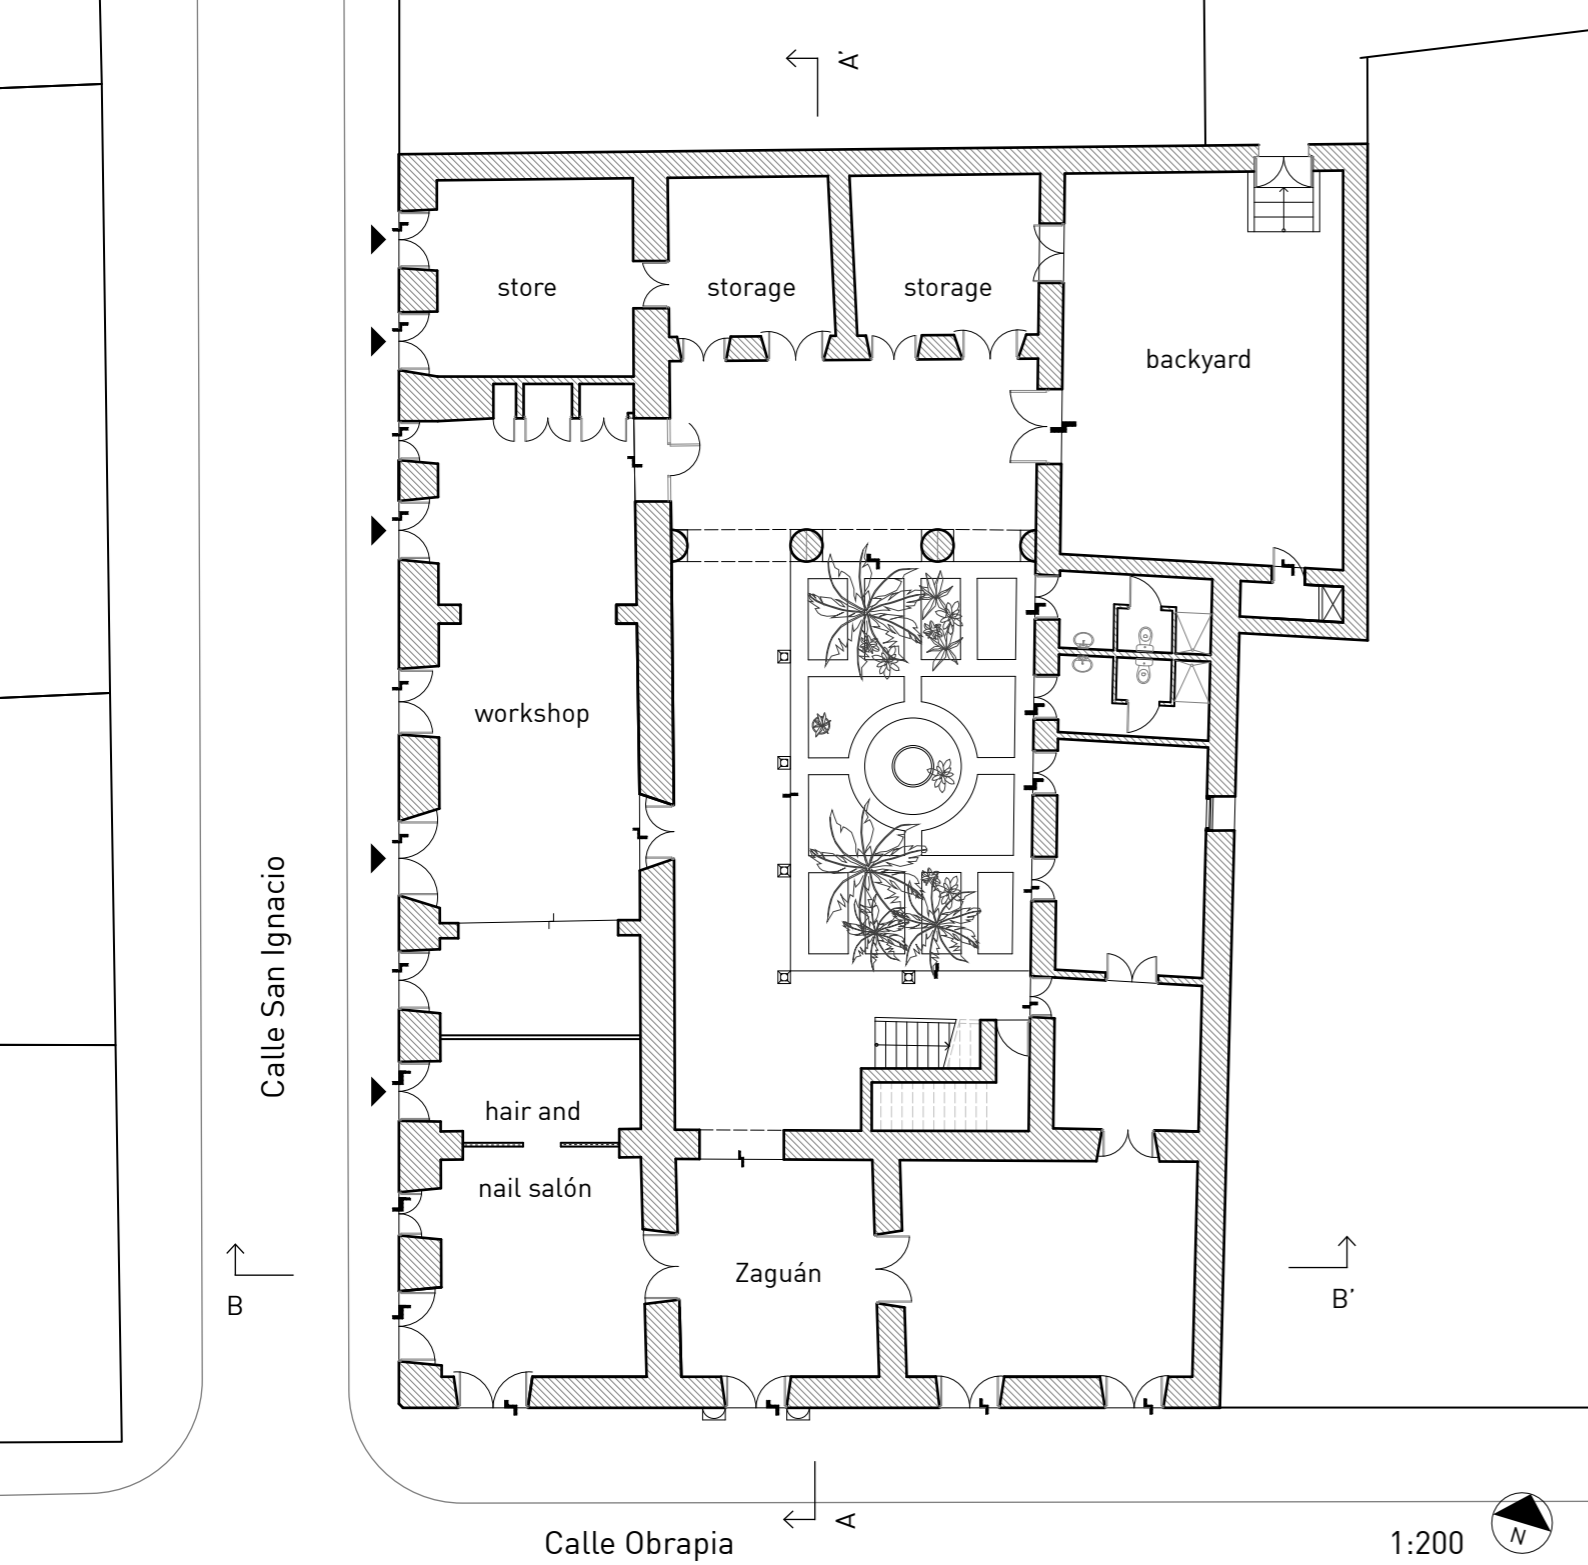 A'
store
storage
storage
backyard
workshop
Calle San Ignacio
hair and
nail salón
Zaguán
B
B'
A
Calle Obrapia
1:200
N